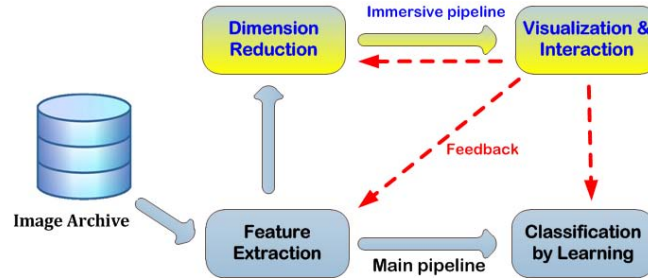 Dimension
Reduction
Immersive pipeline
Visualization &
Interaction
Feedback
Image Archive
Feature
Extraction
Main pipeline
Classification
by Learning